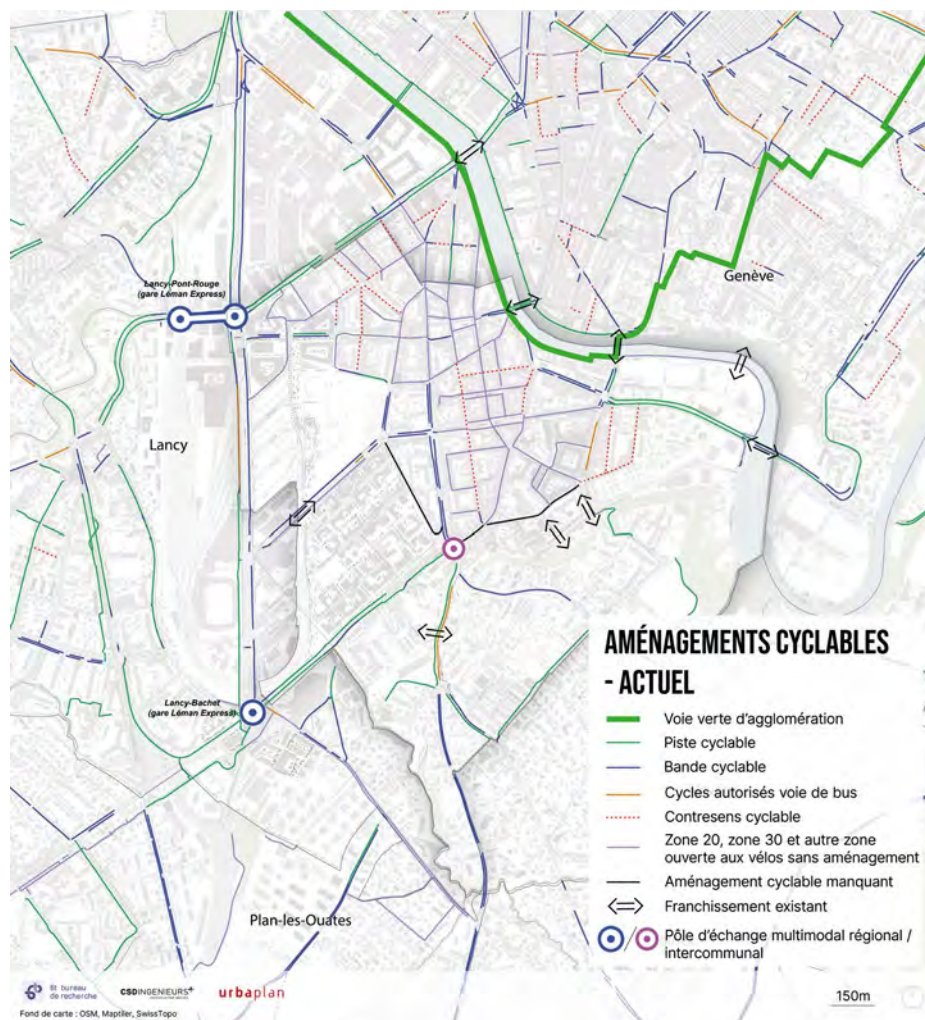 Lancy-Pont-Rouge
(gare Léman Express)
Genève
Lancy
Lancy-Bachet
(gare Léman Express)
Plan-les-Ouates
AMÉNAGEMENTS CYCLABLES
- ACTUEL
Voie verte d'agglomération
Piste cyclable
Bande cyclable
Cycles autorisés voie de bus
Contresens cyclable
Zone 20, zone 30 et autre zone
ouverte aux vélos sans aménagement
Aménagement cyclable manquant
Franchissement existant
Pôle d'échange multimodal régional /
intercommunal
6t bureau
de recherche
CSDINGENIEURS+
urbaplan
150m
Fond de carte : OSM, Maptiler, SwissTopo